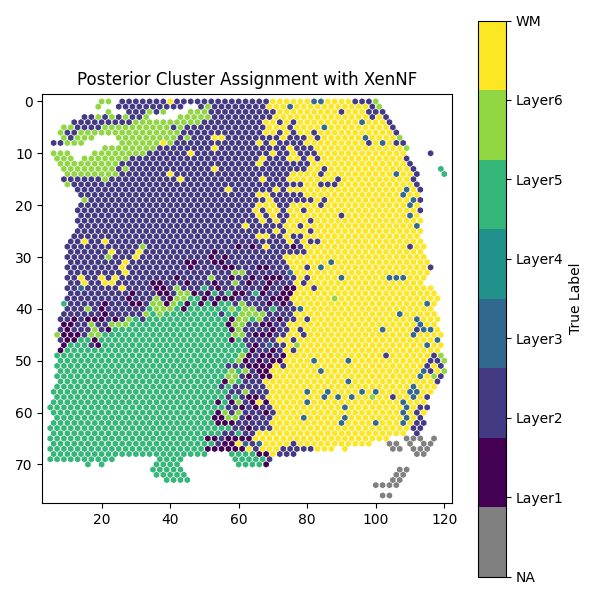 Posterior Cluster Assignment with XenNF
0
10
20
30
40
50
60
70
20
40
60
80
100
120
WM
Layer6
Layer5
Layer4
Layer3
Layer2
Layer1
NA
True Label